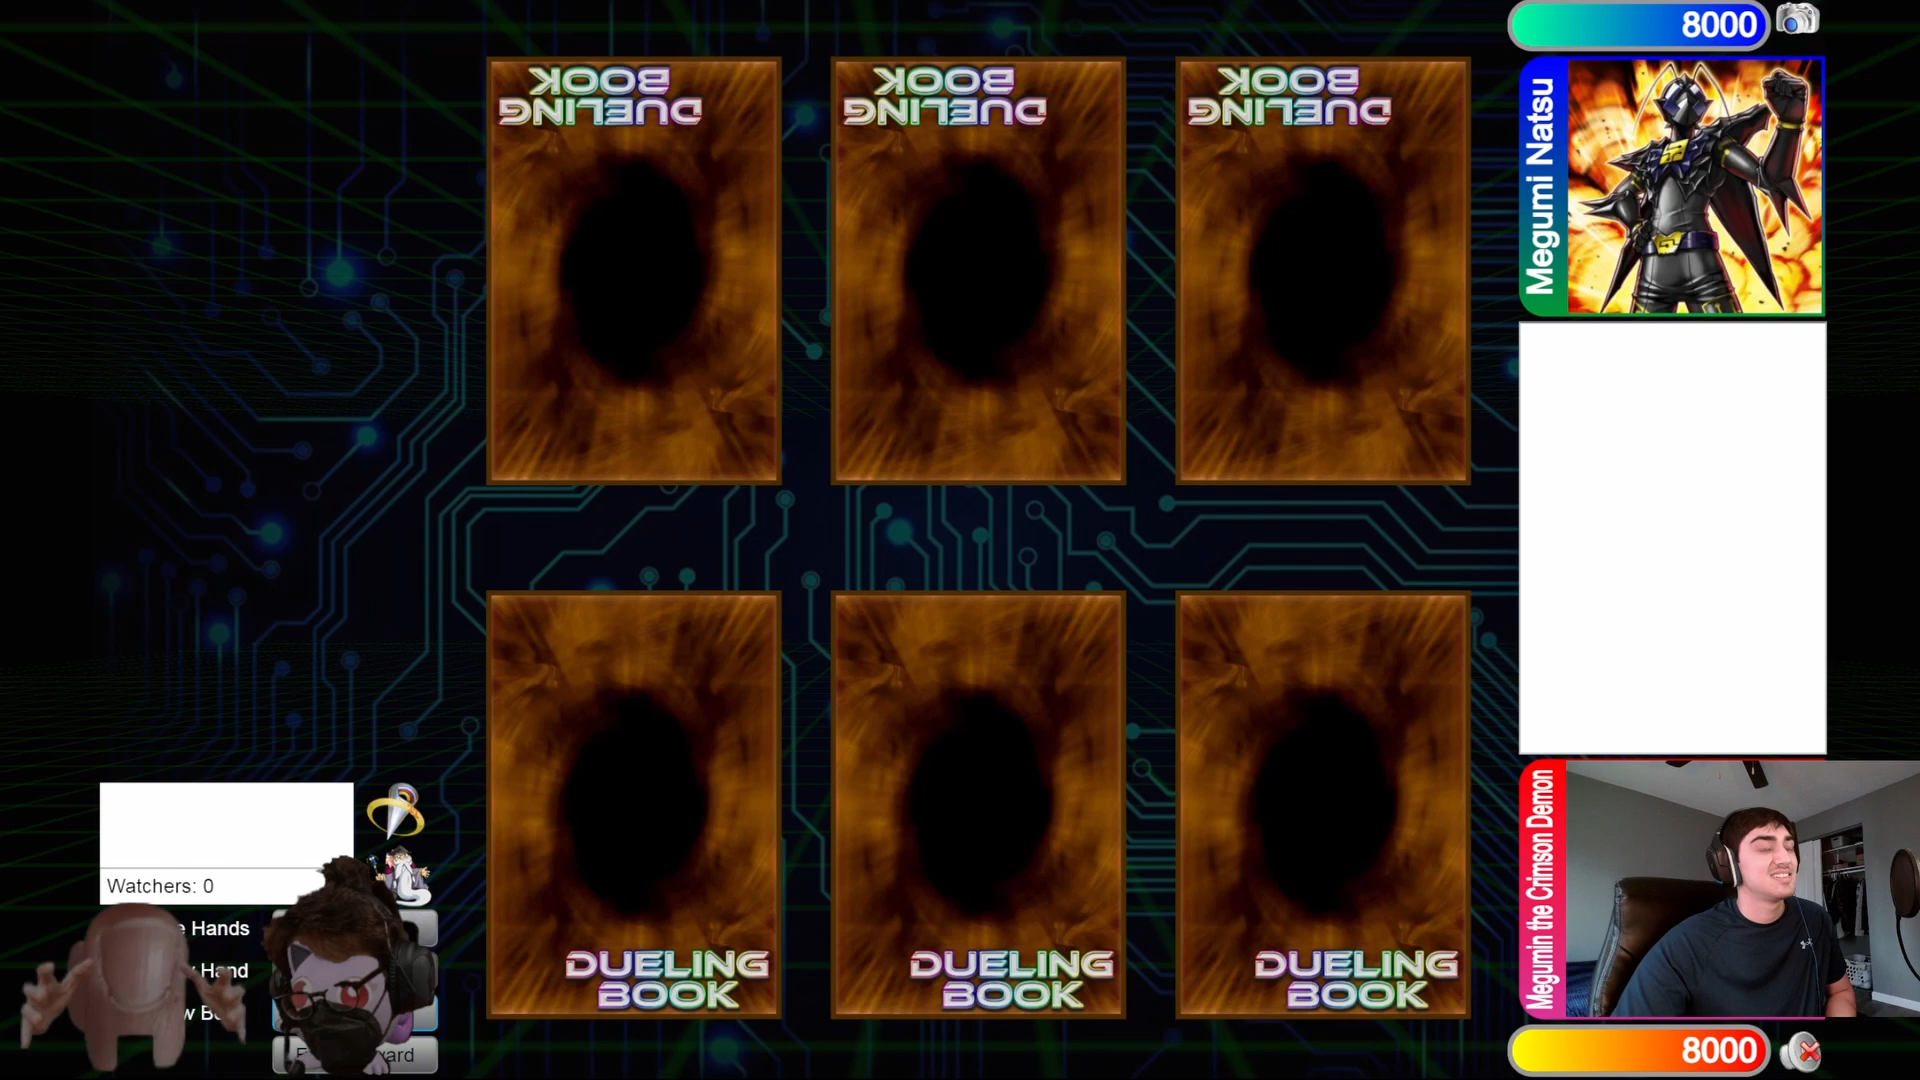 8000
BOOK
DUELING
BOOK
DUELING
BOOK
DUELING
Megumi Natsu
Watchers: 0
Hands
Hand
DUELING
BOOK
DUELING
BOOK
DUELING
BOOK
Megumin the Crimson Demon
8000